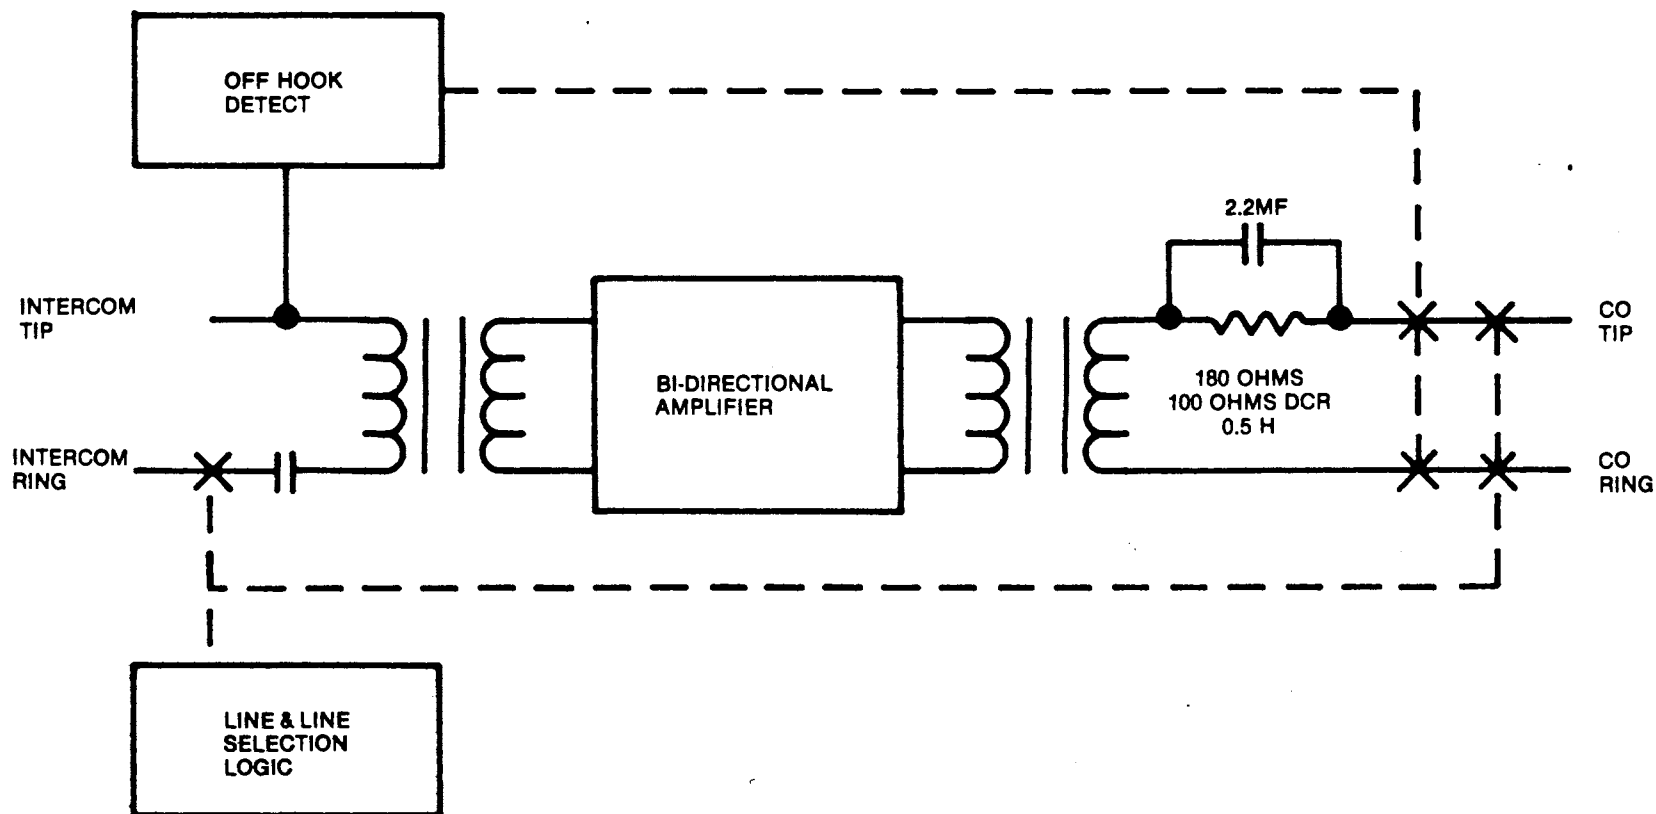 OFF HOOK
DETECT
2.2MF
INTERCOM
TIP
CO
TIP
BI-DIRECTIONAL
AMPLIFIER
180 OHMS
100 OHMS DCR
0.5 H
INTERCOM
RING
CO
RING
LINE & LINE
SELECTION
LOGIC